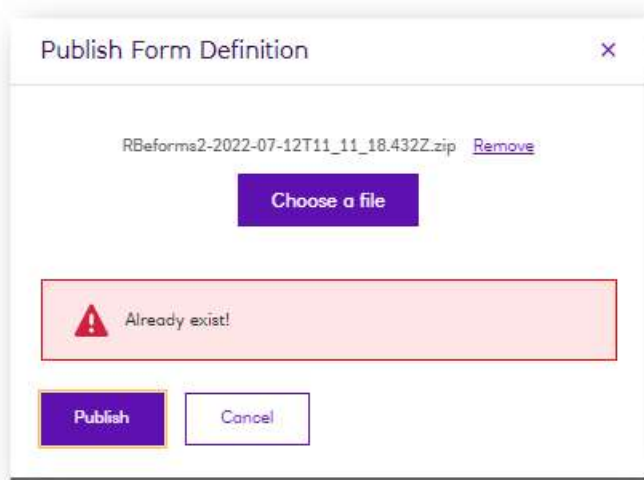 Publish Form Definition
RBeforms2-2022-07-12T11_11_18.432Z.zip Remove
Choose a file
Already exist!
Publish Cancel